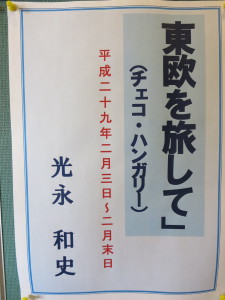 東欧を旅して」
（チェコ・ハンガリー）
平成二十九年二月三日～二月末日
光永 和史